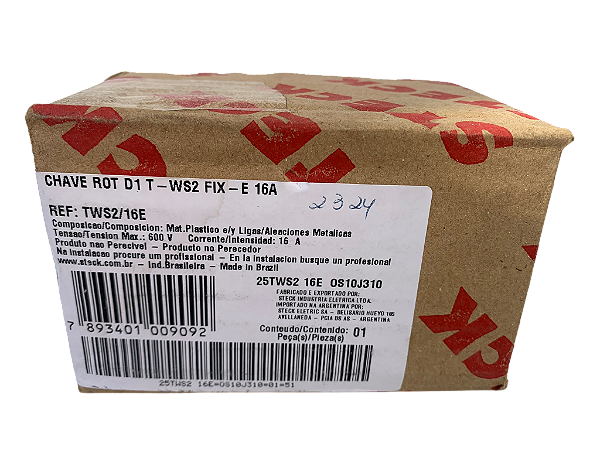 STECK
CHAVE ROT D1 T-WS2 FIX-E 16A
2324
REF: TWS2/16E
Composicao/Composicion: Mat.Plastico e/y Ligas/Aleaciones Metalicas
Tensao/Tension Max.: 600 V Corrente/Intensidad: 16 A
Produto nao Perecivel - Producto no Perecedor
Na instalacao procure um profissional - En la instalacion busque un profesional
www.steck.com.br - Ind.Brasileira - Made in Brazil
25TWS2 16E OS10J310
FABRICADO E EXPORTADO POR:
STECK INDUSTRIA ELETRICA LTDA.
IMPORTADO NA ARGENTINA POR:
STECK ELETRIC SA - BELISARIO HUEYO 165
AVELLANEDA - PCIA DE AS - ARGENTINA
7 893401 009092
Conteudo/Contenido: 01
Peça(s)/Pieza(s)
25TWS2 16E=OS10J310=01=51
CK